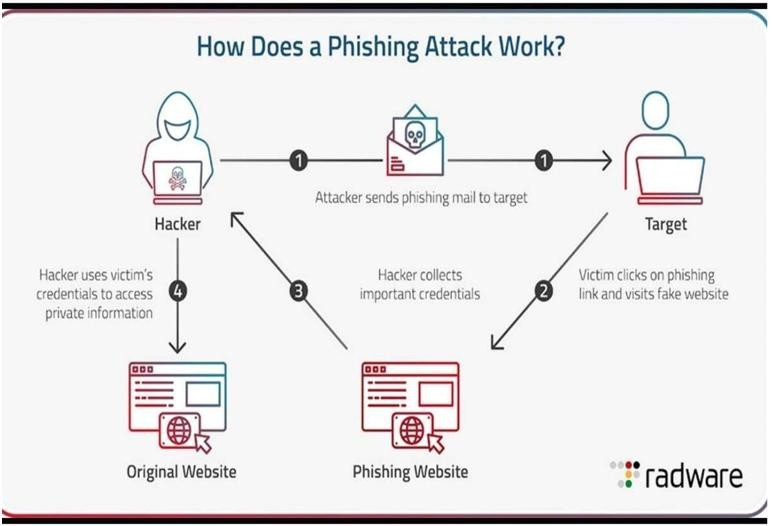 How Does a Phishing Attack Work?
1
1
Attacker sends phishing mail to target
Hacker
Target
Hacker uses victim's
credentials to access
private information
4
3
Hacker collects
important credentials
2
Victim clicks on phishing
link and visits fake website
Original Website
Phishing Website
radware